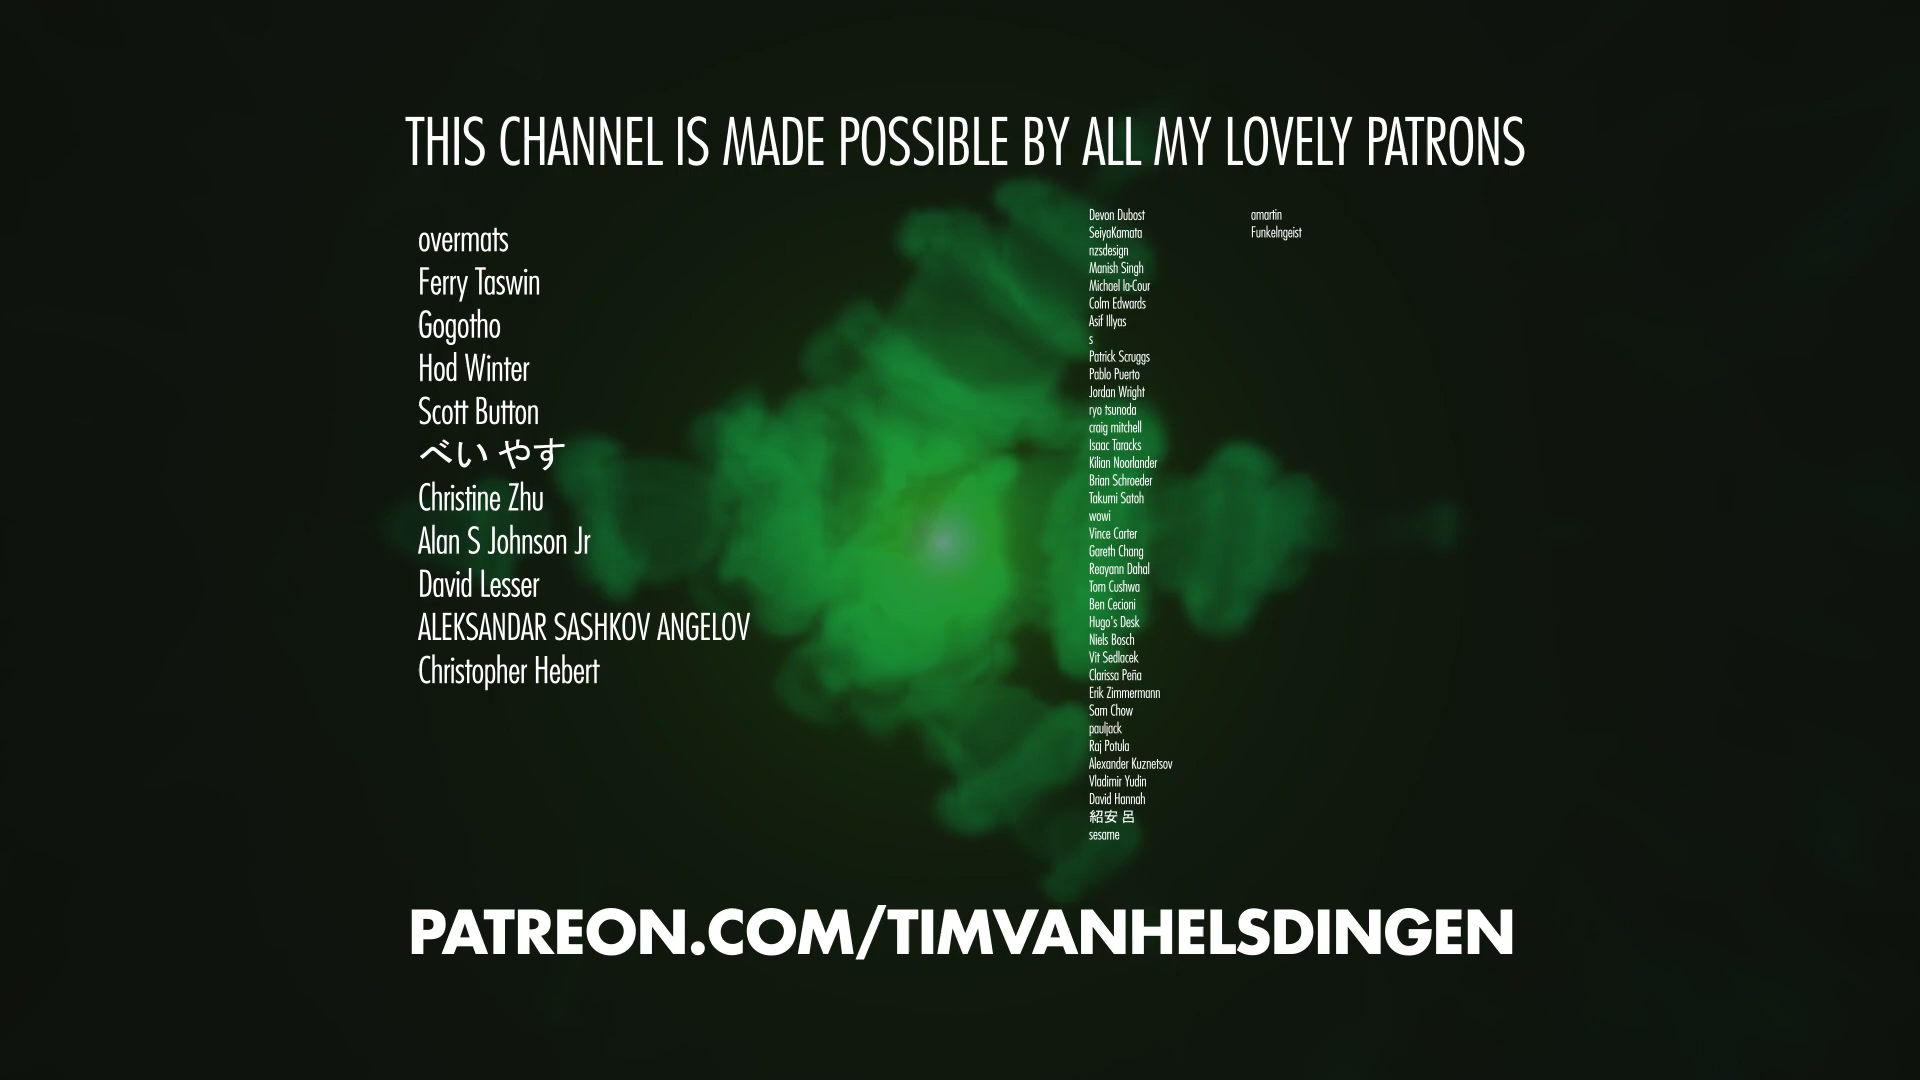 THIS CHANNEL IS MADE POSSIBLE BY ALL MY LOVELY PATRONS
overmats
Ferry Taswin
Gogotho
Hod Winter
Scott Button
べい やす
Christine Zhu
Alan S Johnson Jr
David Lesser
ALEKSANDAR SASHKOV ANGELOV
Christopher Hebert
Devon Dubost
SeiyaKamata
nzsdesign
Manish Singh
Michael la-Cour
Colm Edwards
Asif Illyas
s
Patrick Scruggs
Pablo Puerto
Jordan Wright
ryo tsunoda
craig mitchell
Isaac Taracks
Kilian Noorlander
Brian Schroeder
Takumi Satoh
wowi
Vince Carter
Gareth Chang
Reayann Dahal
Tom Cushwa
Ben Cecioni
Hugo's Desk
Niels Bosch
Vit Sedlacek
Clarissa Peña
Erik Zimmermann
Sam Chow
pauljack
Raj Potula
Alexander Kuznetsov
Vladimir Yudin
David Hannah
紹安 呂
sesame
amartin
Funkelngeist
PATREON.COM/TIMVANHELSDINGEN